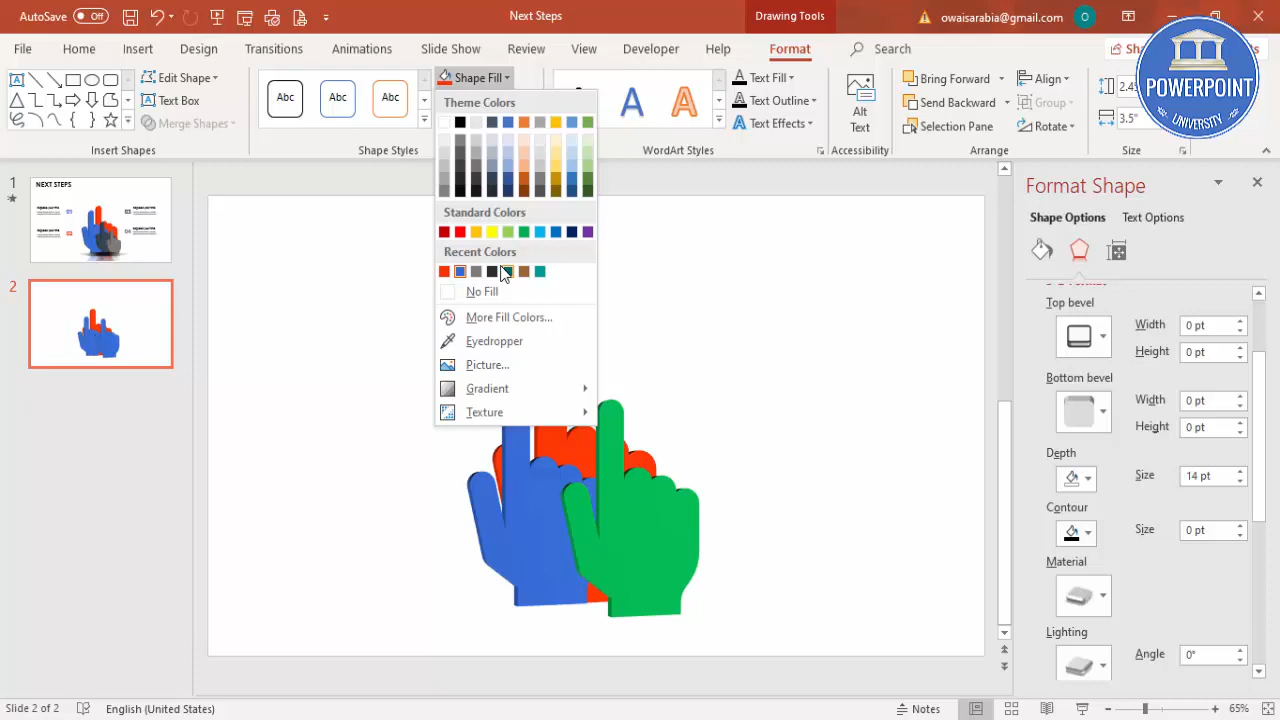 AutoSave Off
Next Steps
Drawing Tools
owaisarabia@gmail.com
O
File Home Insert Design Transitions Animations Slide Show Review View Developer Help Format Search
Edit Shape
Text Box
Merge Shapes
Insert Shapes
Abc Abc Abc
Shape Styles
Shape Fill
A A
Text Fill
Text Outline
Text Effects
WordArt Styles
Alt
Text
Accessibility
Bring Forward
Send Backward
Selection Pane
Align
Group
Rotate
Arrange
3.5"
Size
POWERPOINT
UNIVERSITY
Theme Colors
Standard Colors
Recent Colors
No Fill
More Fill Colors...
Eyedropper
Picture...
Gradient
Texture
1
NEXT STEPS
2
Format Shape
Shape Options Text Options
Top bevel
Width 0 pt
Height 0 pt
Bottom bevel
Width 0 pt
Height 0 pt
Depth
Size 14 pt
Contour
Size 0 pt
Material
Lighting
Angle 0°
Slide 2 of 2 English (United States) Notes 65%